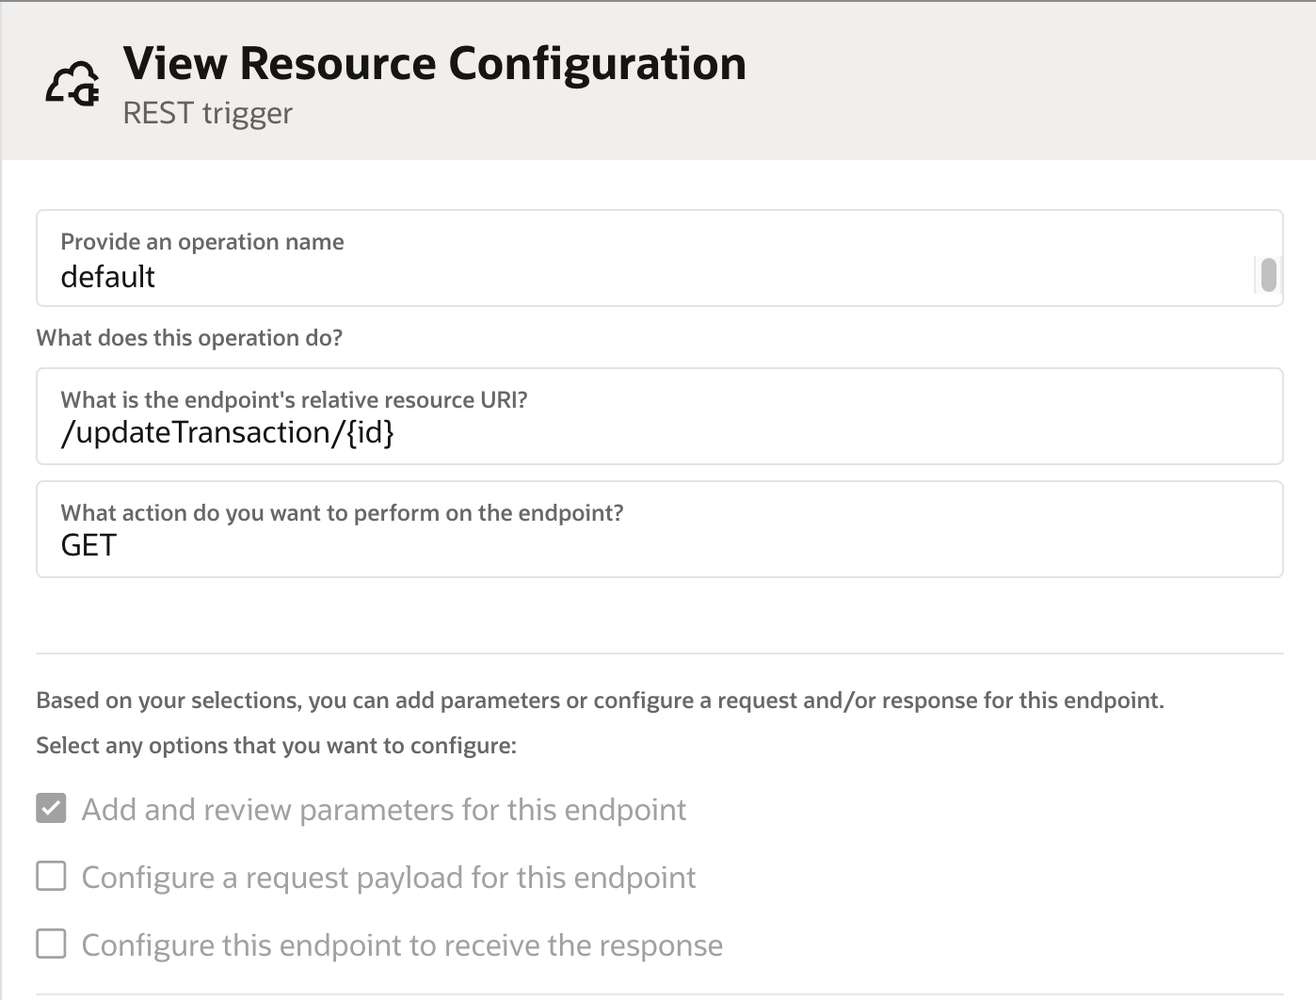 View Resource Configuration
REST trigger
Provide an operation name
default
What does this operation do?
What is the endpoint's relative resource URI?
/updateTransaction/{id}
What action do you want to perform on the endpoint?
GET
Based on your selections, you can add parameters or configure a request and/or response for this endpoint.
Select any options that you want to configure:
Add and review parameters for this endpoint
Configure a request payload for this endpoint
Configure this endpoint to receive the response